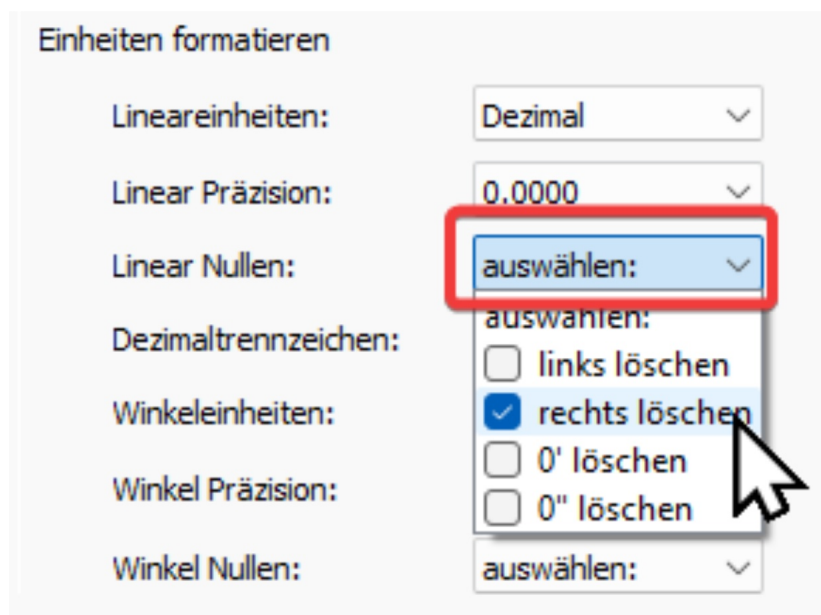 Einheiten formatieren
Lineareinheiten: Dezimal
Linear Präzision: 0.0000
Linear Nullen: auswählen:
auswählen:
Dezimaltrennzeichen:
links löschen
Winkeleinheiten:
rechts löschen
0' löschen
Winkel Präzision:
0" löschen
Winkel Nullen: auswählen: